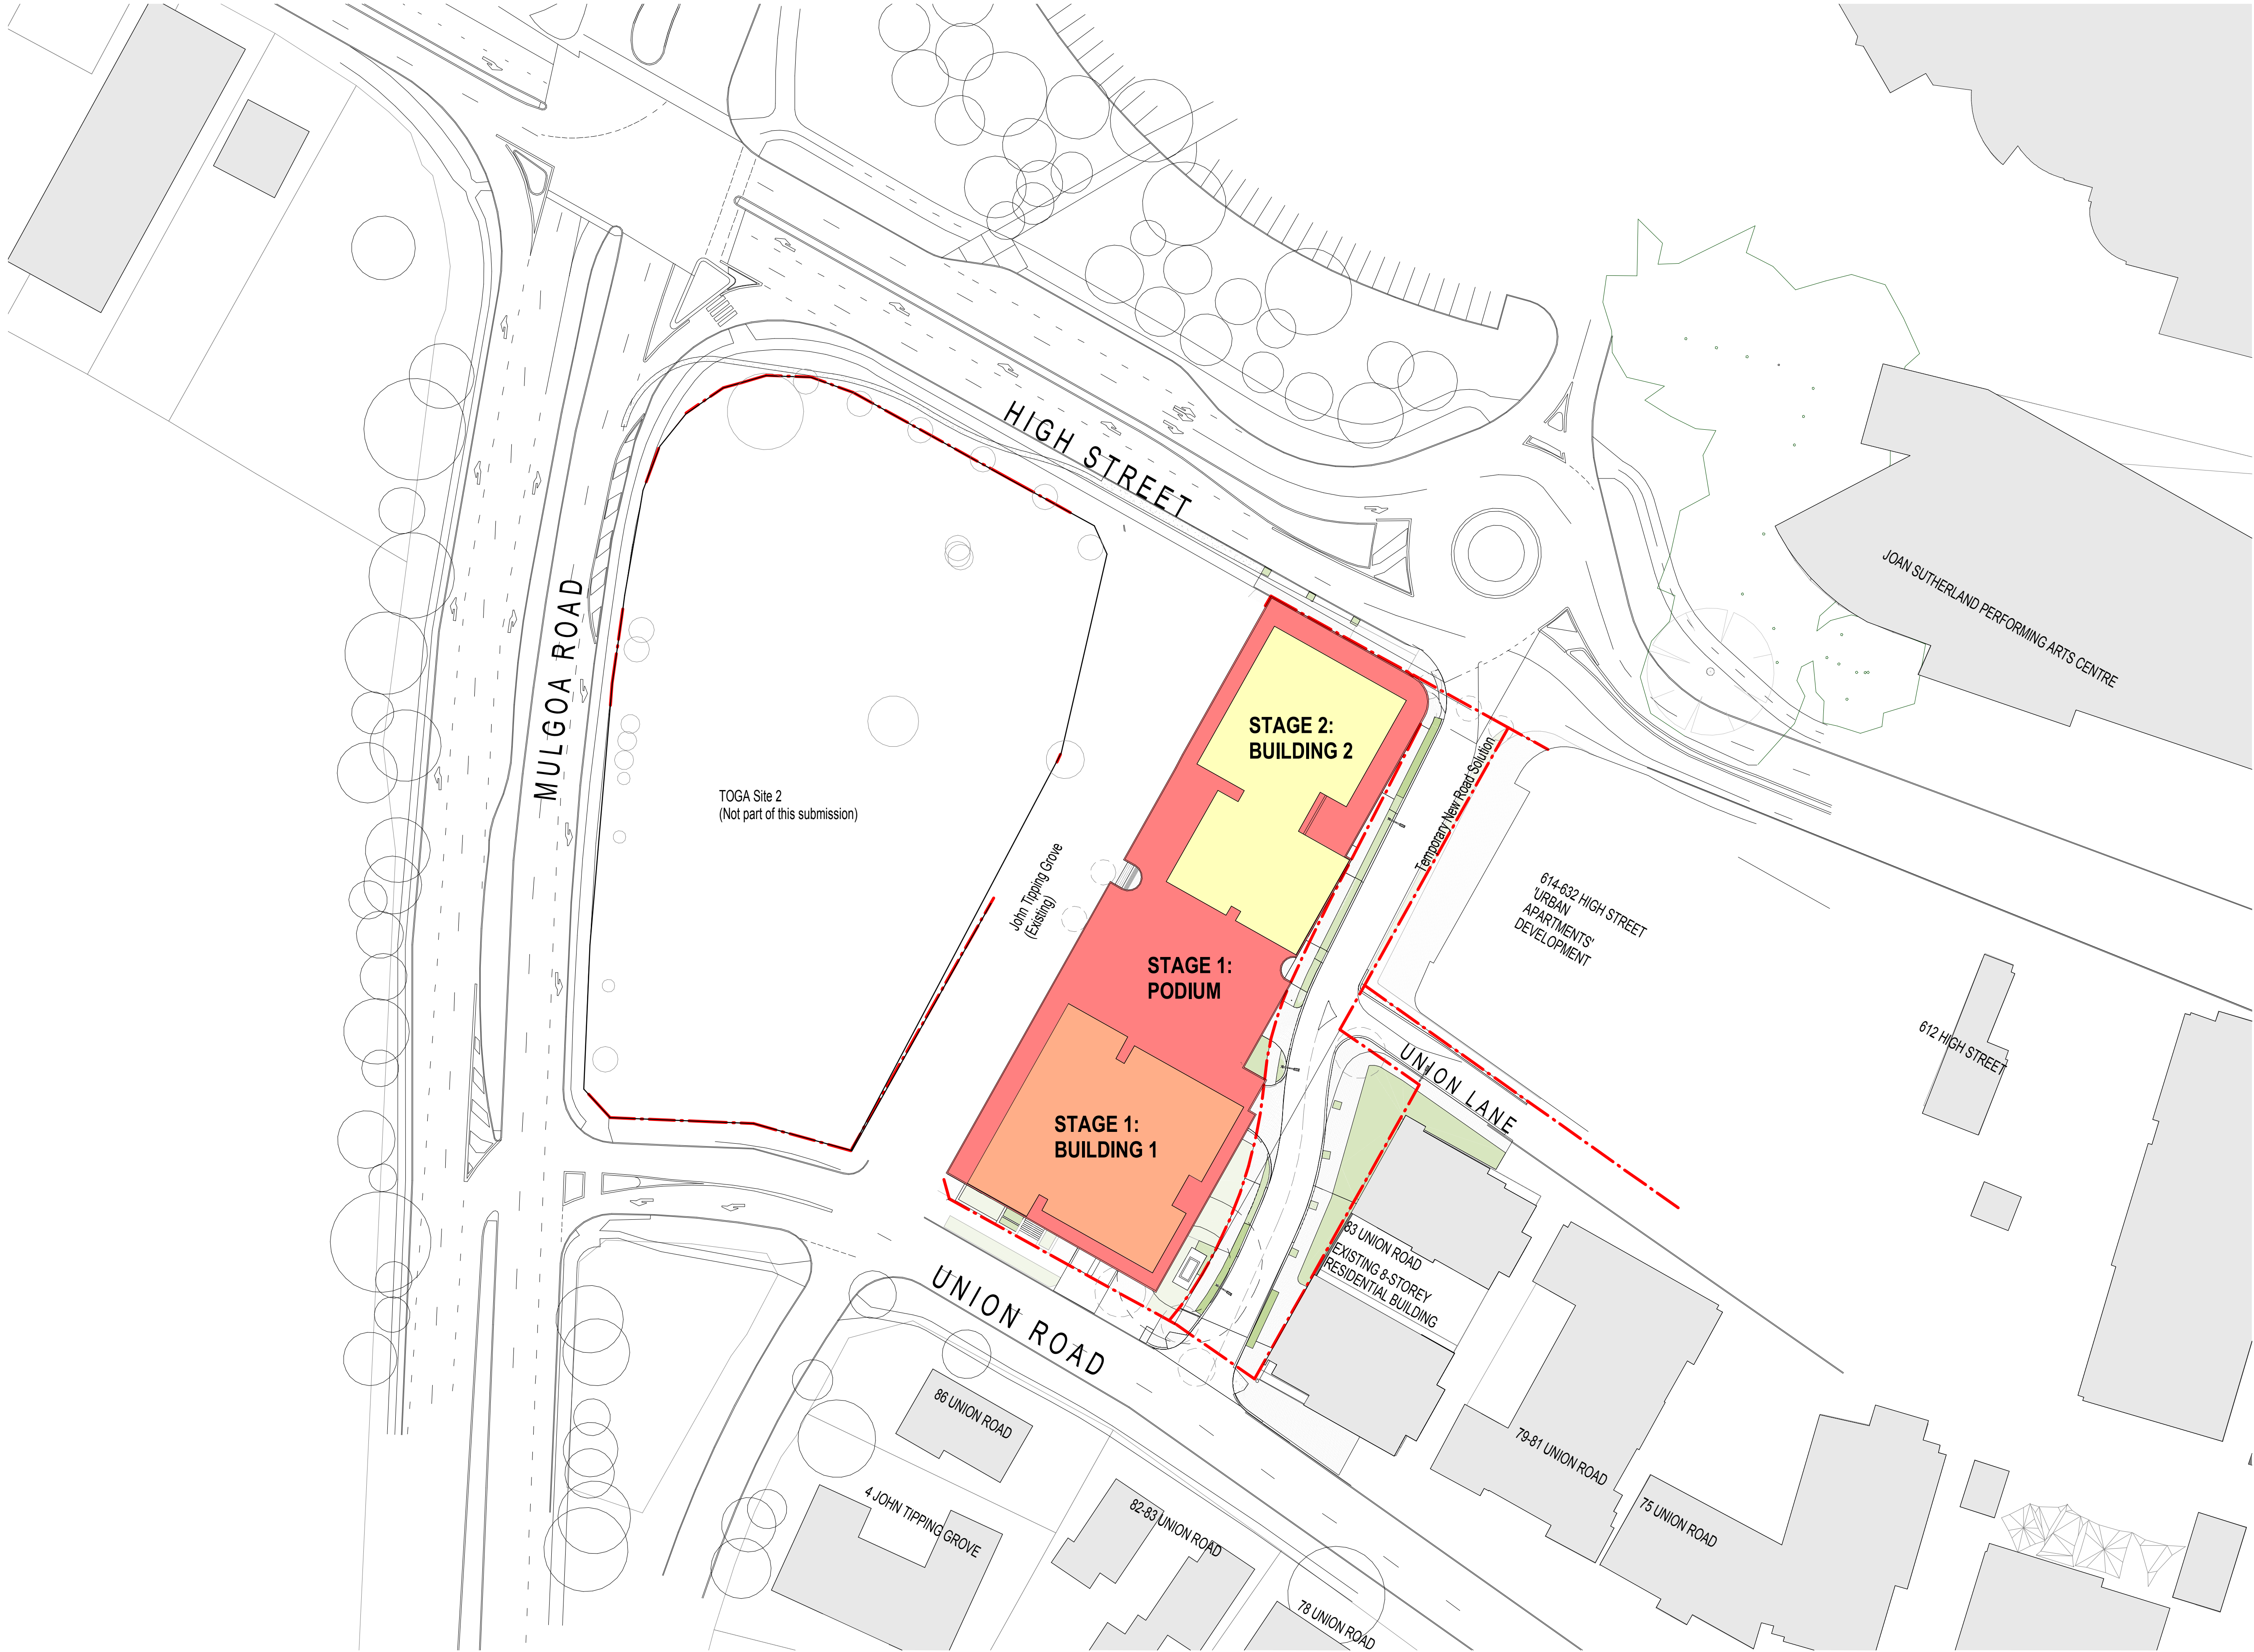 HIGH STREET
JOAN SUTHERLAND PERFORMING ARTS CENTRE
MULGOA ROAD
STAGE 2:
BUILDING 2
Temporary New Road Solution
TOGA Site 2
(Not part of this submission)
John Tipping Grove
(Existing)
614-632 HIGH STREET
'URBAN
APARTMENTS'
DEVELOPMENT
STAGE 1:
PODIUM
612 HIGH STREET
UNION LANE
STAGE 1:
BUILDING 1
83 UNION ROAD
EXISTING 8-STOREY
RESIDENTIAL BUILDING
UNION ROAD
86 UNION ROAD
79-81 UNION ROAD
4 JOHN TIPPING GROVE
82-83 UNION ROAD
75 UNION ROAD
78 UNION ROAD